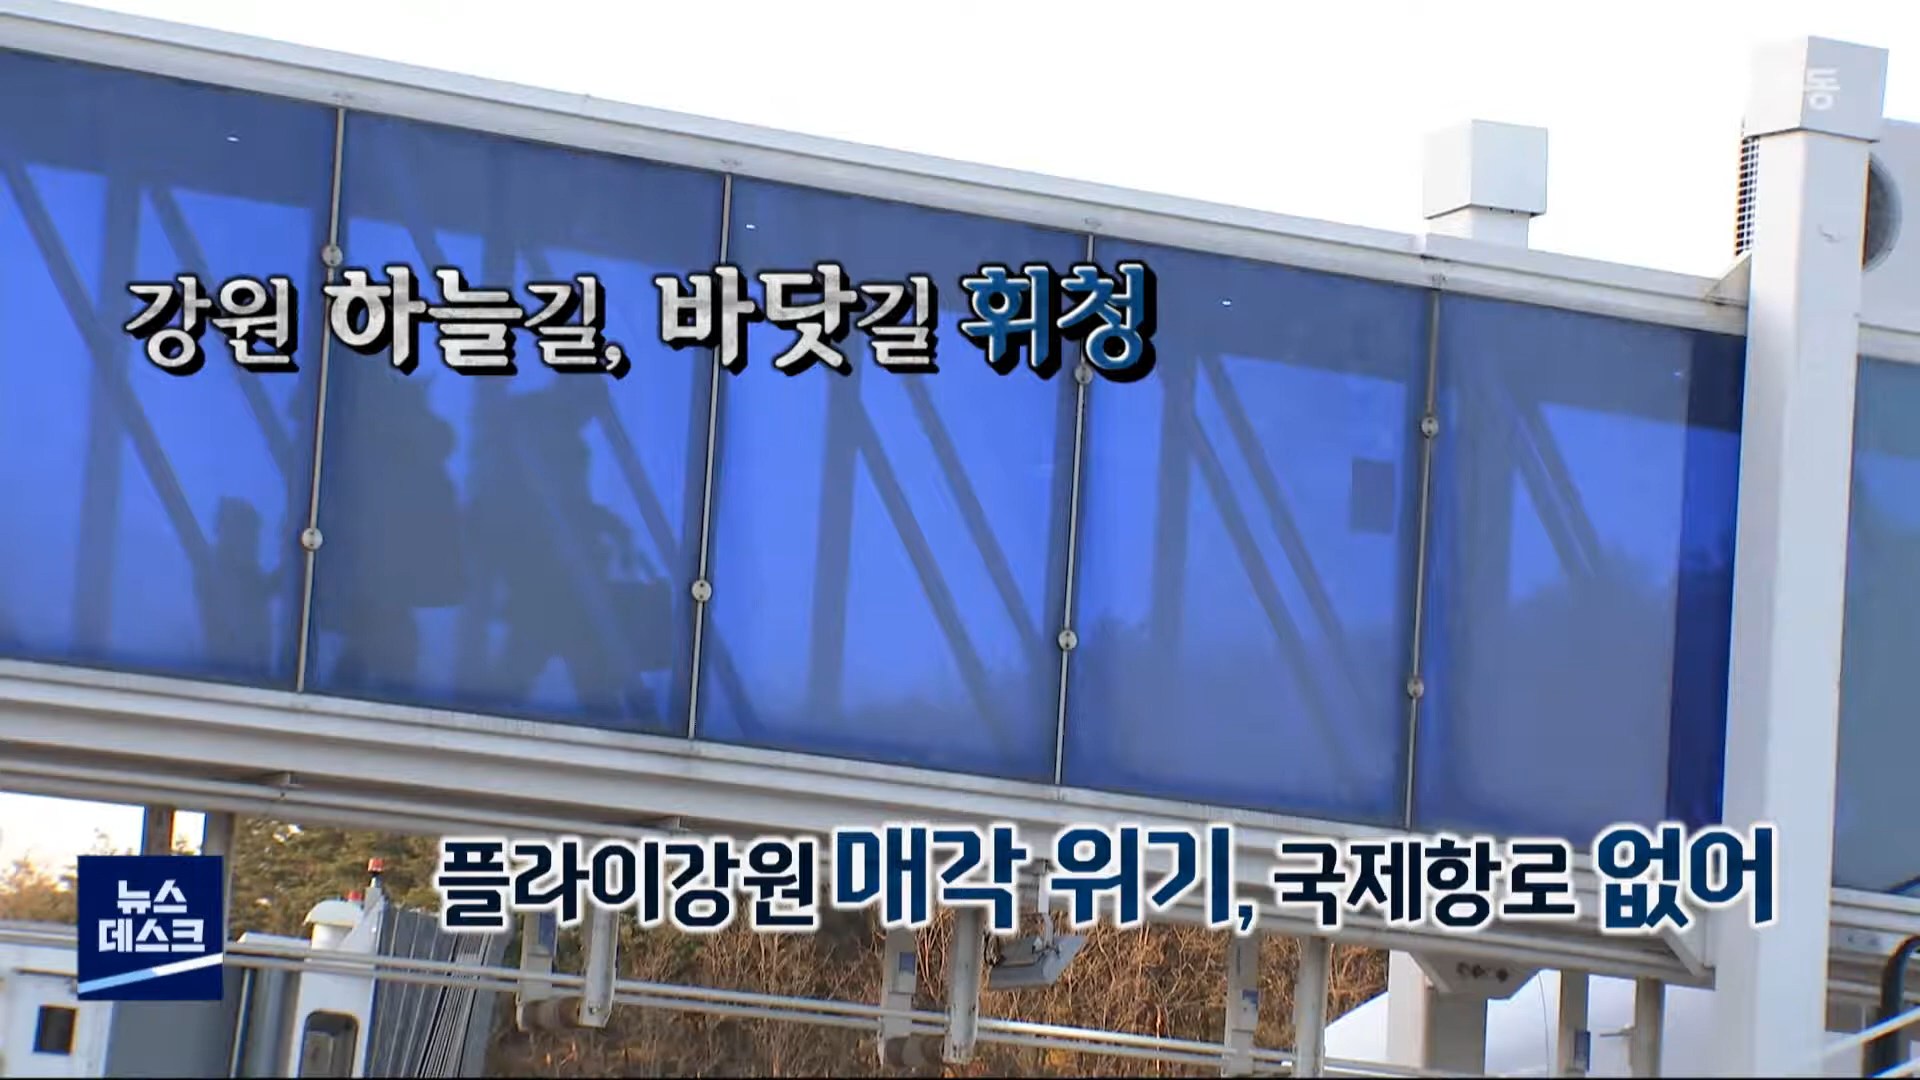 강원 하늘길, 바닷길 휘청
플라이강원 매각 위기, 국제항로 없어
뉴스
데스크